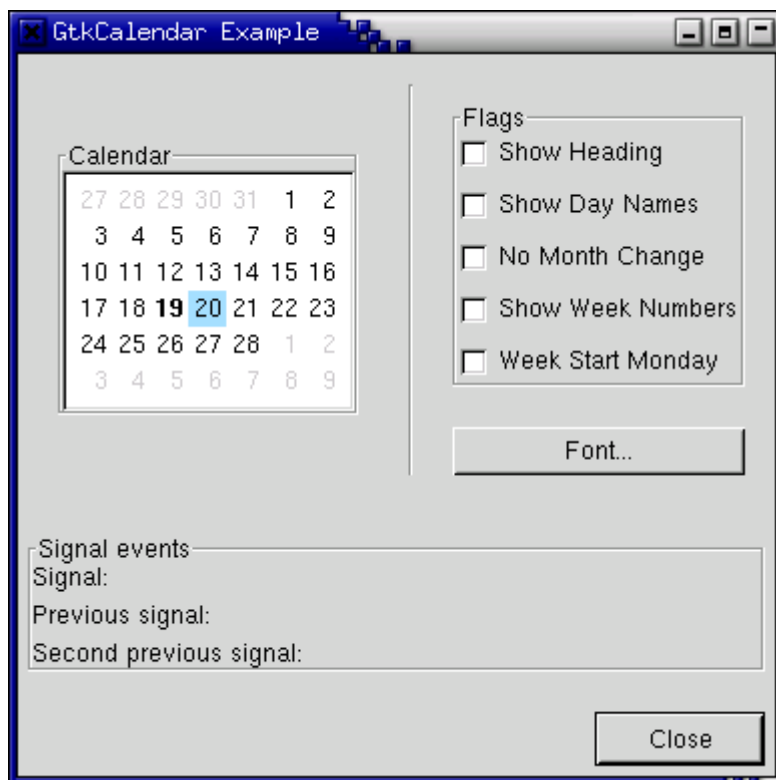 GtkCalendar Example
Calendar
27 28 29 30 31 1 2
3 4 5 6 7 8 9
10 11 12 13 14 15 16
17 18 19 20 21 22 23
24 25 26 27 28 1 2
3 4 5 6 7 8 9
Flags
Show Heading
Show Day Names
No Month Change
Show Week Numbers
Week Start Monday
Font...
Signal events
Signal:
Previous signal:
Second previous signal:
Close